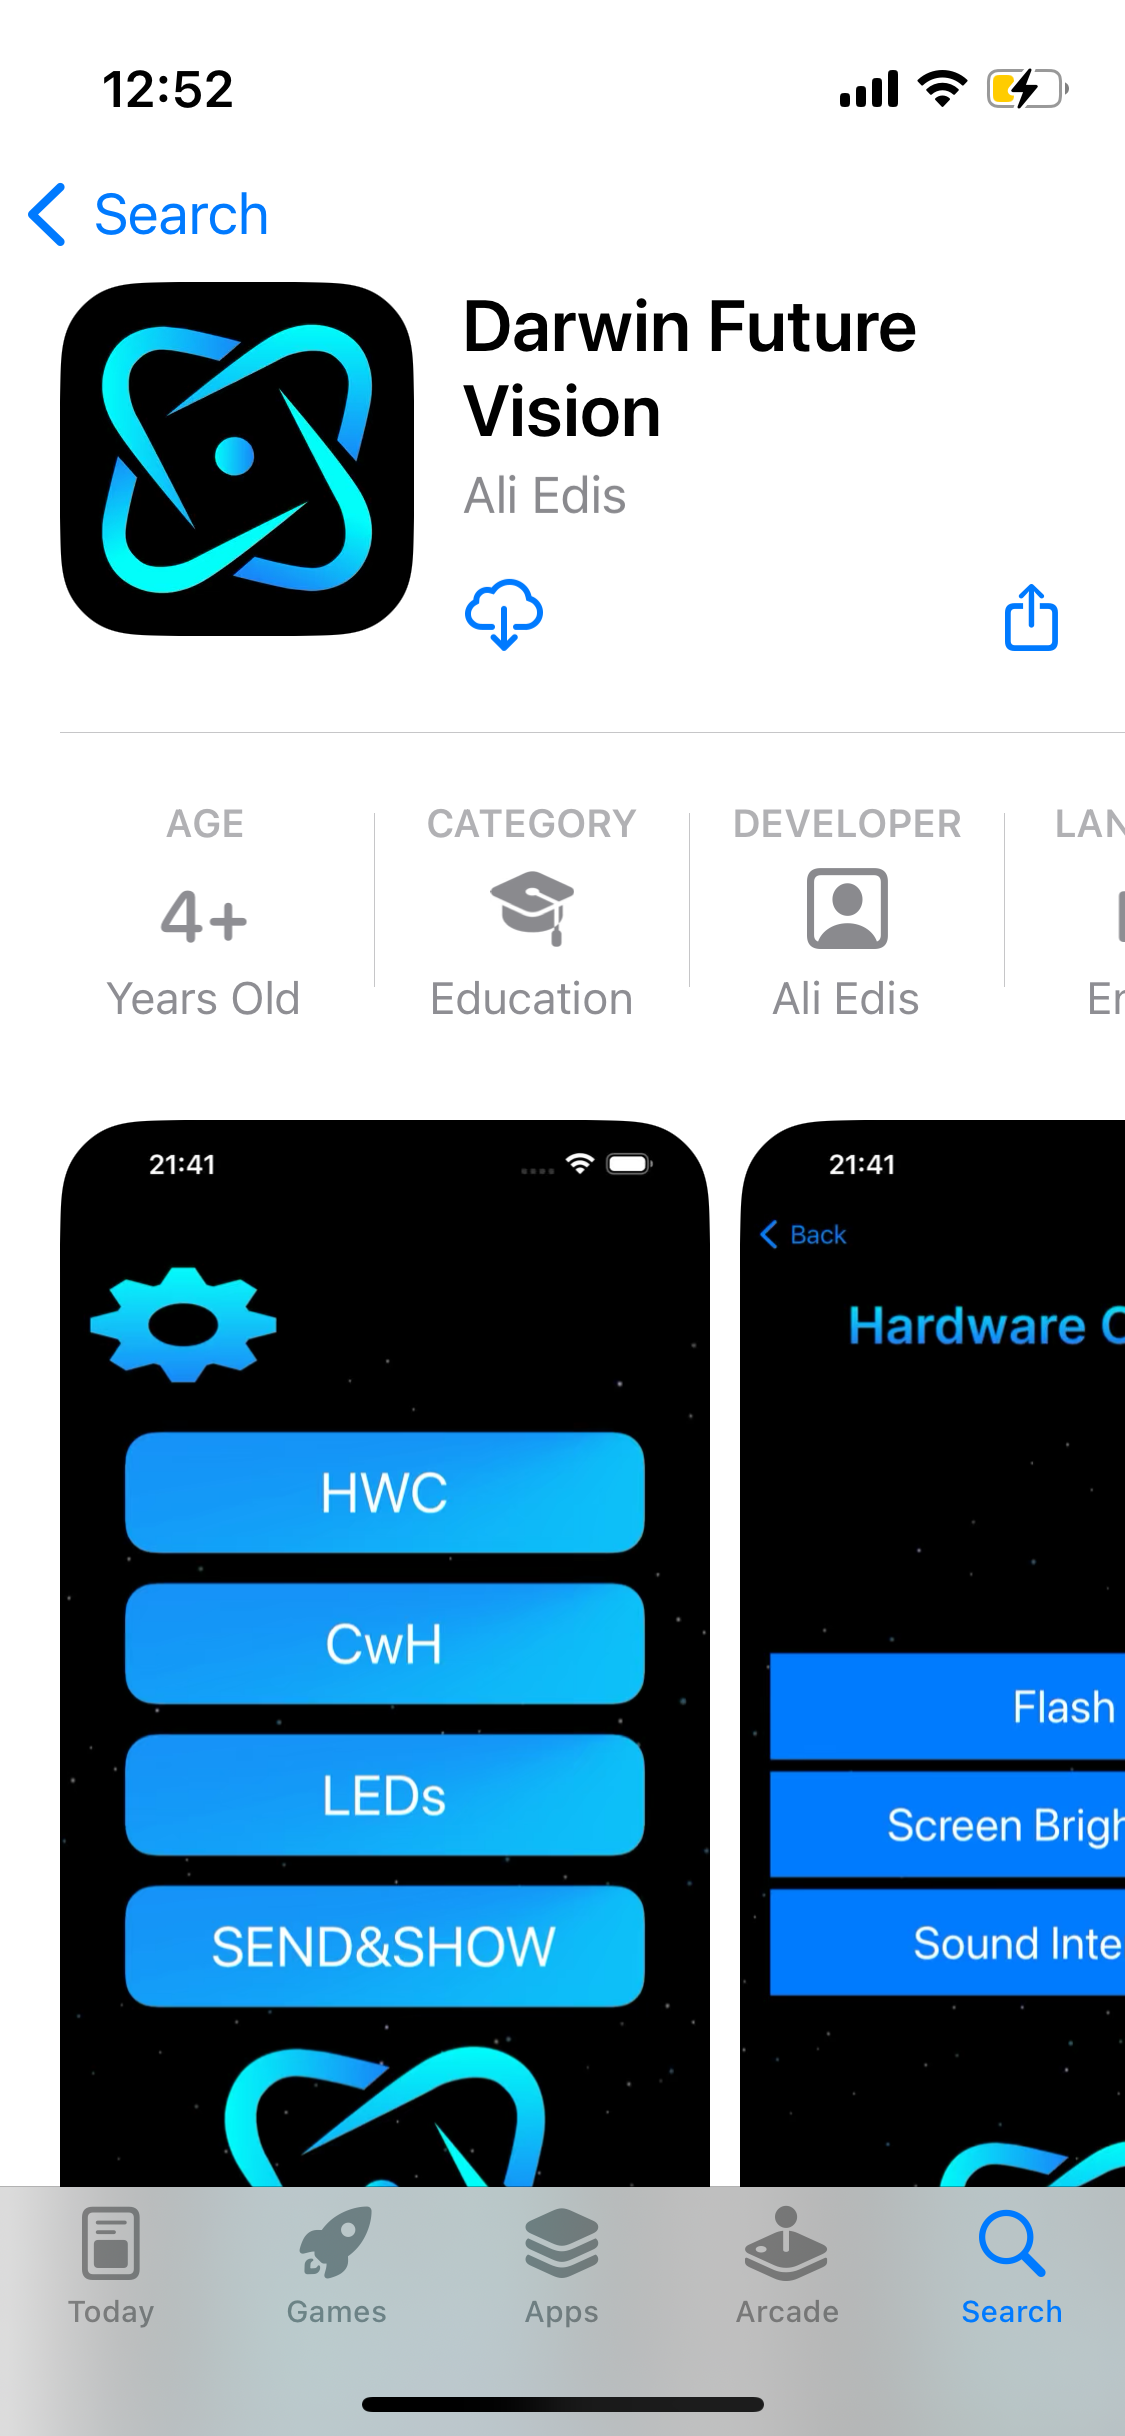 12:52
Search
Darwin Future
Vision
Ali Edis
AGE
4+
Years Old
CATEGORY
Education
DEVELOPER
Ali Edis
LAN
En
21:41
HWC
CwH
LEDs
SEND&SHOW
21:41
Back
Hardware C
Flash
Screen Brigh
Sound Inte
Today
Games
Apps
Arcade
Search